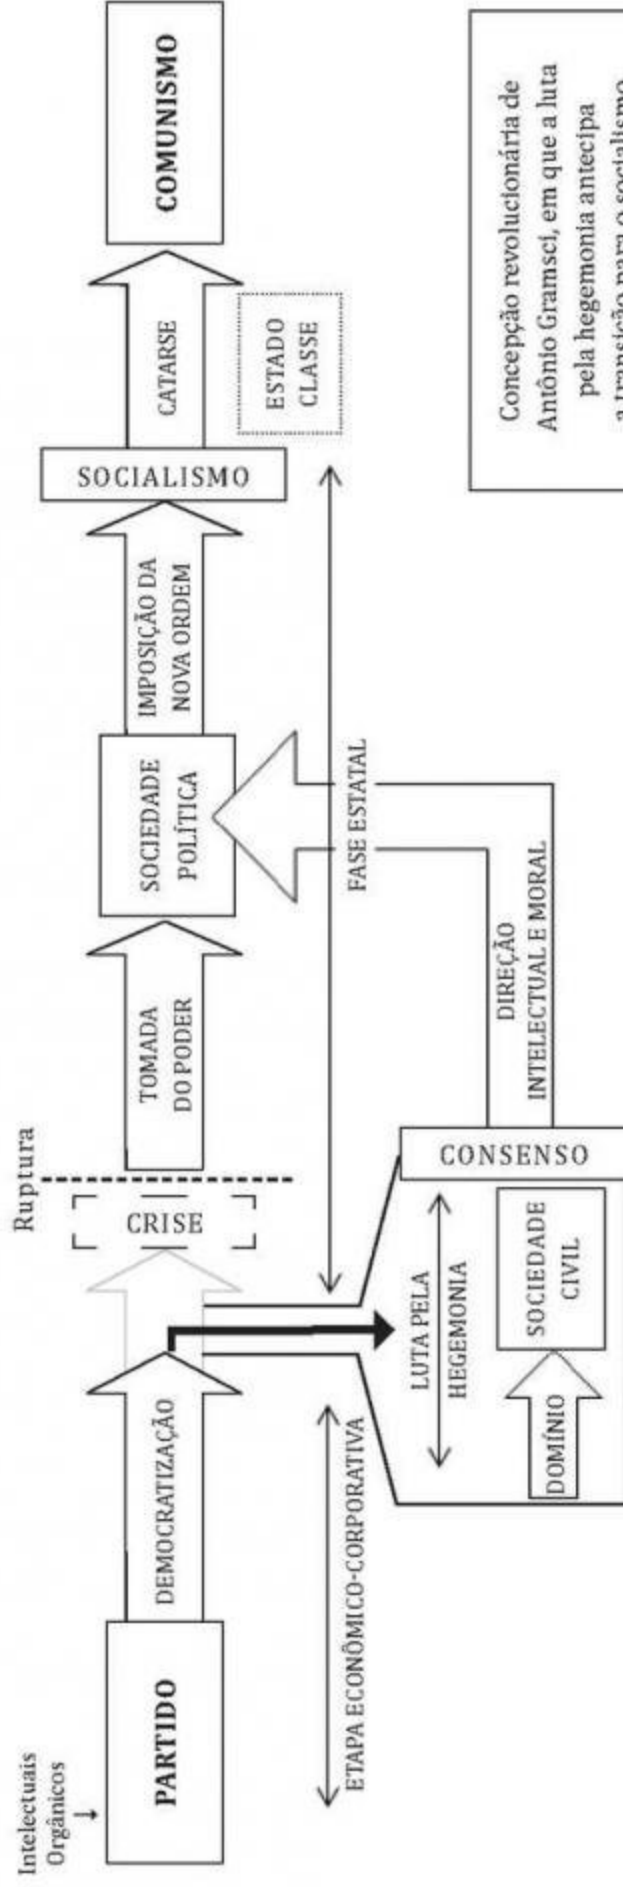 Intelectuais
Orgânicos
PARTIDO
DEMOCRATIZAÇÃO
Ruptura
CRISE
TOMADA
DO PODER
SOCIEDADE
POLÍTICA
IMPOSIÇÃO DA
NOVA ORDEM
SOCIALISMO
CATARSE
COMUNISMO
ESTADO
CLASSE
ETAPA ECONÔMICO-CORPORATIVA
FASE ESTATAL
LUTA PELA
HEGEMONIA
DOMÍNIO
SOCIEDADE
CIVIL
CONSENSO
DIREÇÃO
INTELECTUAL E MORAL
Concepção revolucionária de
Antônio Gramsci, em que a luta
pela hegemonia antecipa
a transição para o socialismo